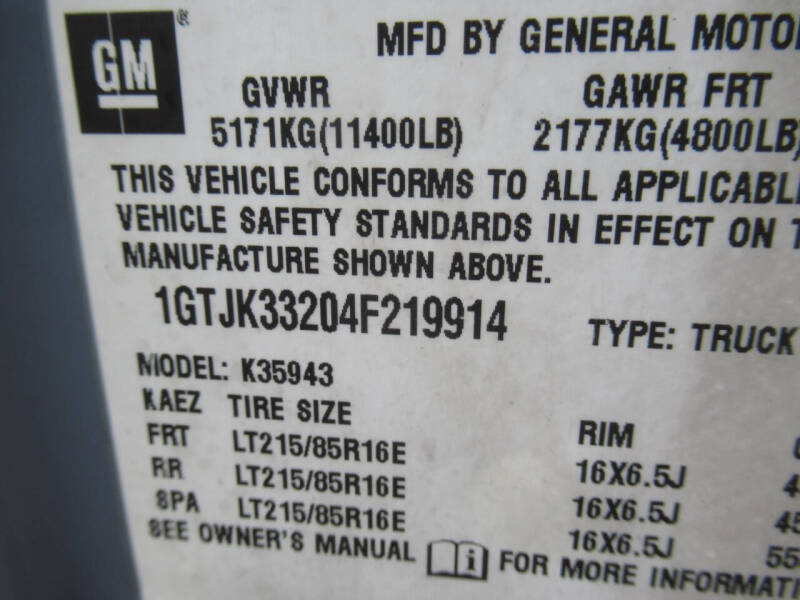 GM ® MFD BY GENERAL MOTO
GVWR GAWR FRT
5171KG(11400LB) 2177KG(4800LB)
THIS VEHICLE CONFORMS TO ALL APPLICABL
VEHICLE SAFETY STANDARDS IN EFFECT ON
MANUFACTURE SHOWN ABOVE.
1GTJK33204F219914 TYPE: TRUCK
MODEL: K35943
KAEZ TIRE SIZE RIM
FRT LT215/85R16E 16X6.5J
RR LT215/85R16E 16X6.5J 45
SPA LT215/85R16E 16X6.5J 55
SEE OWNER'S MANUAL i FOR MORE INFORMATI